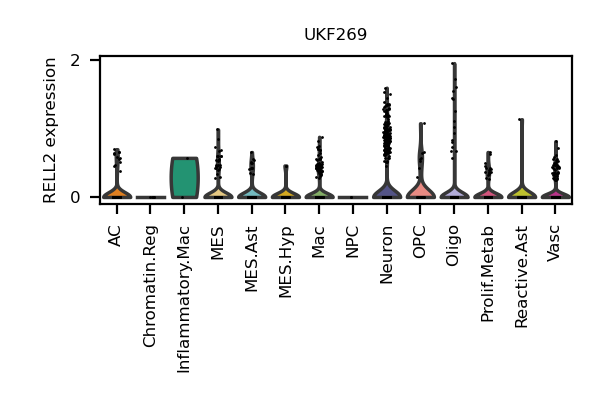 UKF269
RELL2 expression
2
0
AC
Chromatin.Reg
Inflammatory.Mac
MES
MES.Ast
MES.Hyp
Mac
NPC
Neuron
OPC
Oligo
Prolif.Metab
Reactive.Ast
Vasc